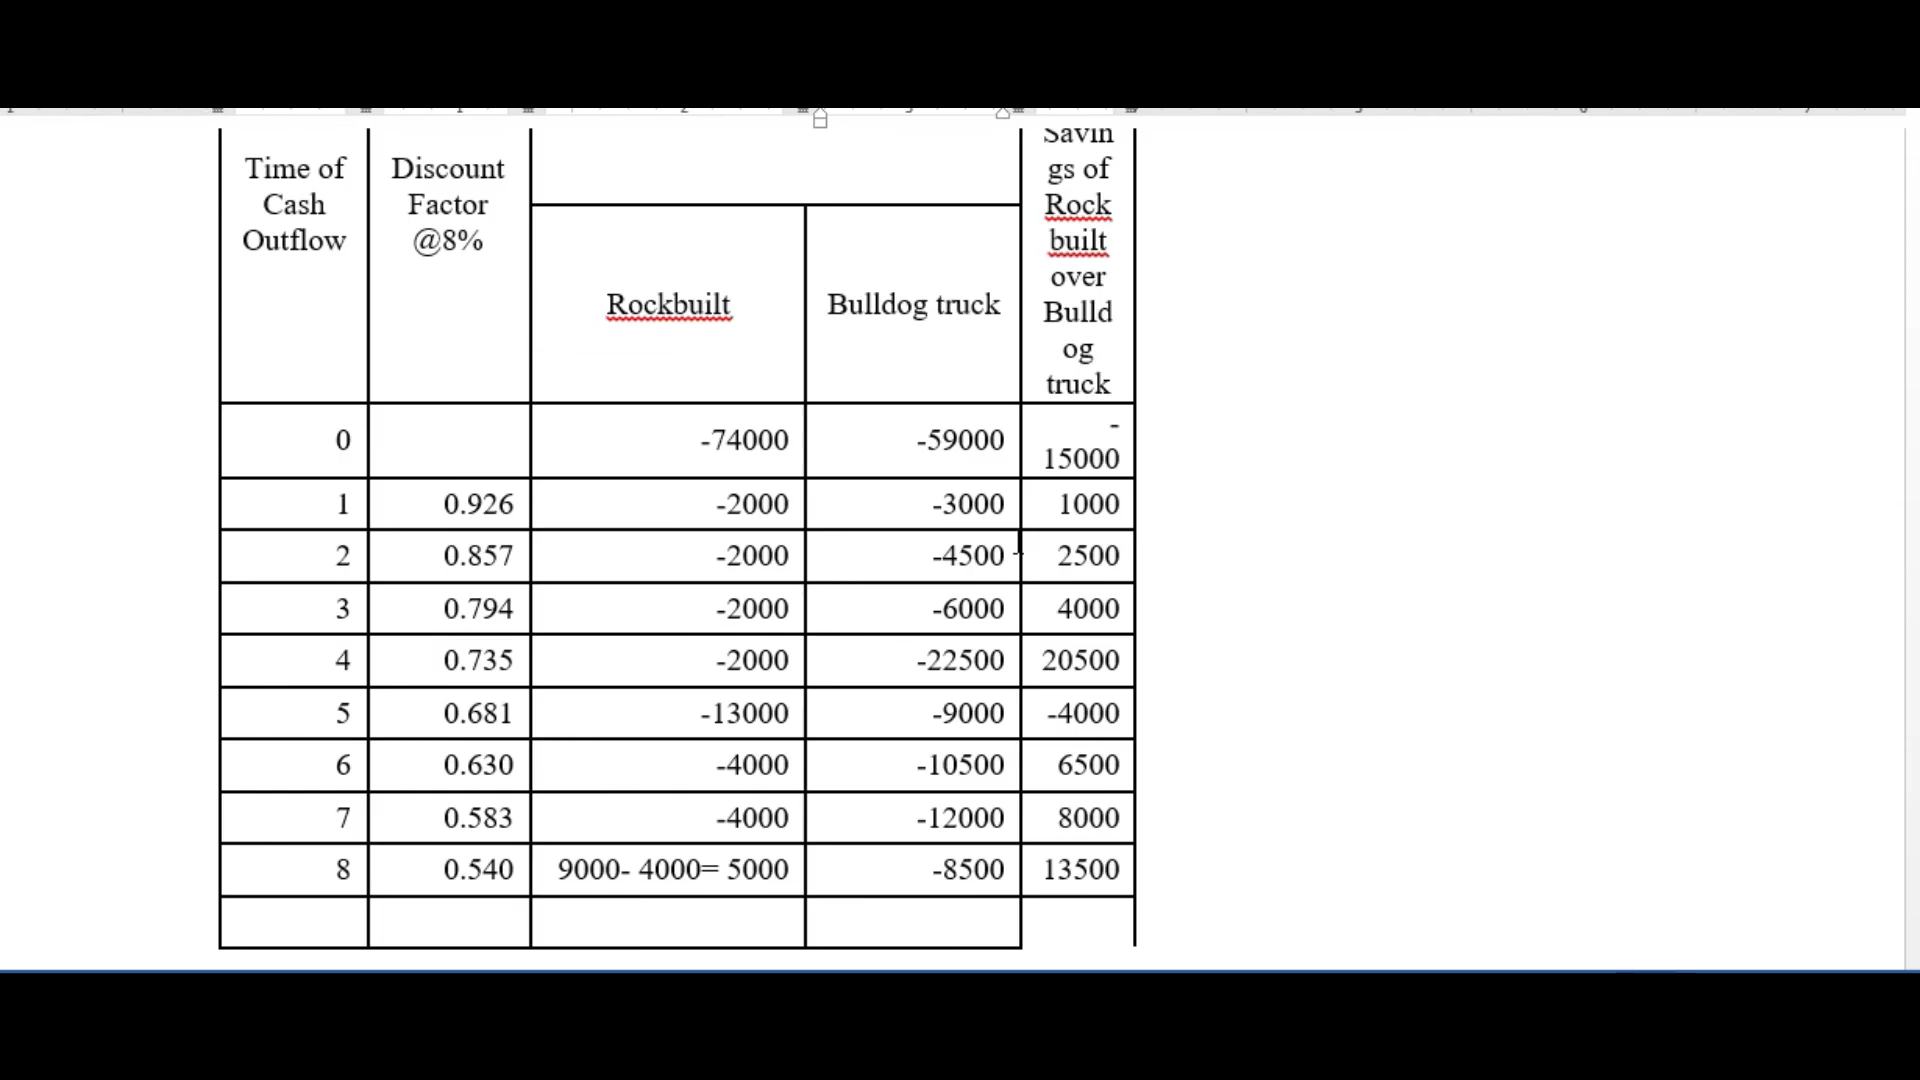 Time of
Cash
Outflow
Discount
Factor
@8%
Rockbuilt
Bulldog truck
Savin
gs of
Rock
built
over
Bulld
og
truck
0 -74000 -59000 -
15000
1 0.926 -2000 -3000 1000
2 0.857 -2000 -4500 2500
3 0.794 -2000 -6000 4000
4 0.735 -2000 -22500 20500
5 0.681 -13000 -9000 -4000
6 0.630 -4000 -10500 6500
7 0.583 -4000 -12000 8000
8 0.540 9000- 4000= 5000 -8500 13500